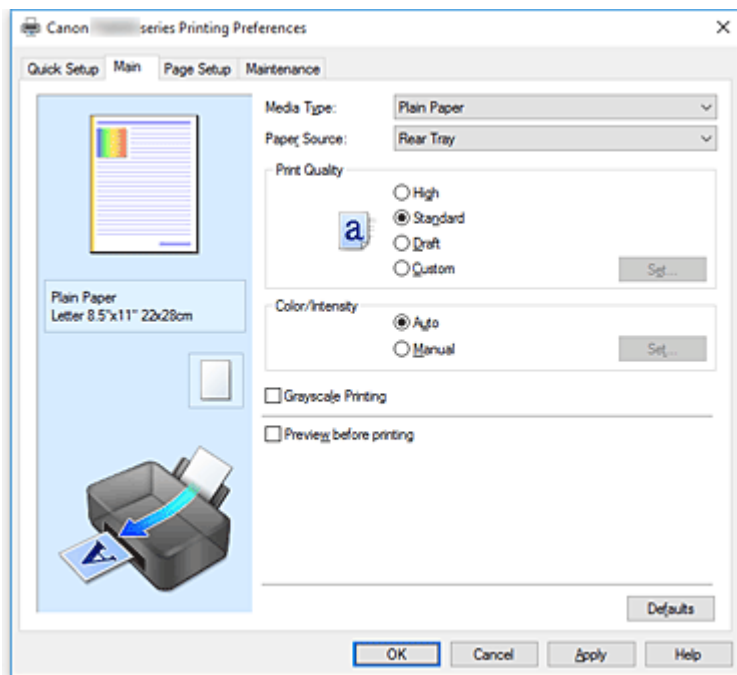 Canon series Printing Preferences
Quick Setup Main Page Setup Maintenance
Media Type: Plain Paper
Paper Source: Rear Tray
Print Quality
High
Standard
Draft
Custom Set...
Plain Paper
Letter 8.5"x11" 22x28cm
Color/Intensity
Auto
Manual Set...
Grayscale Printing
Preview before printing
Defaults
OK Cancel Apply Help
a
A